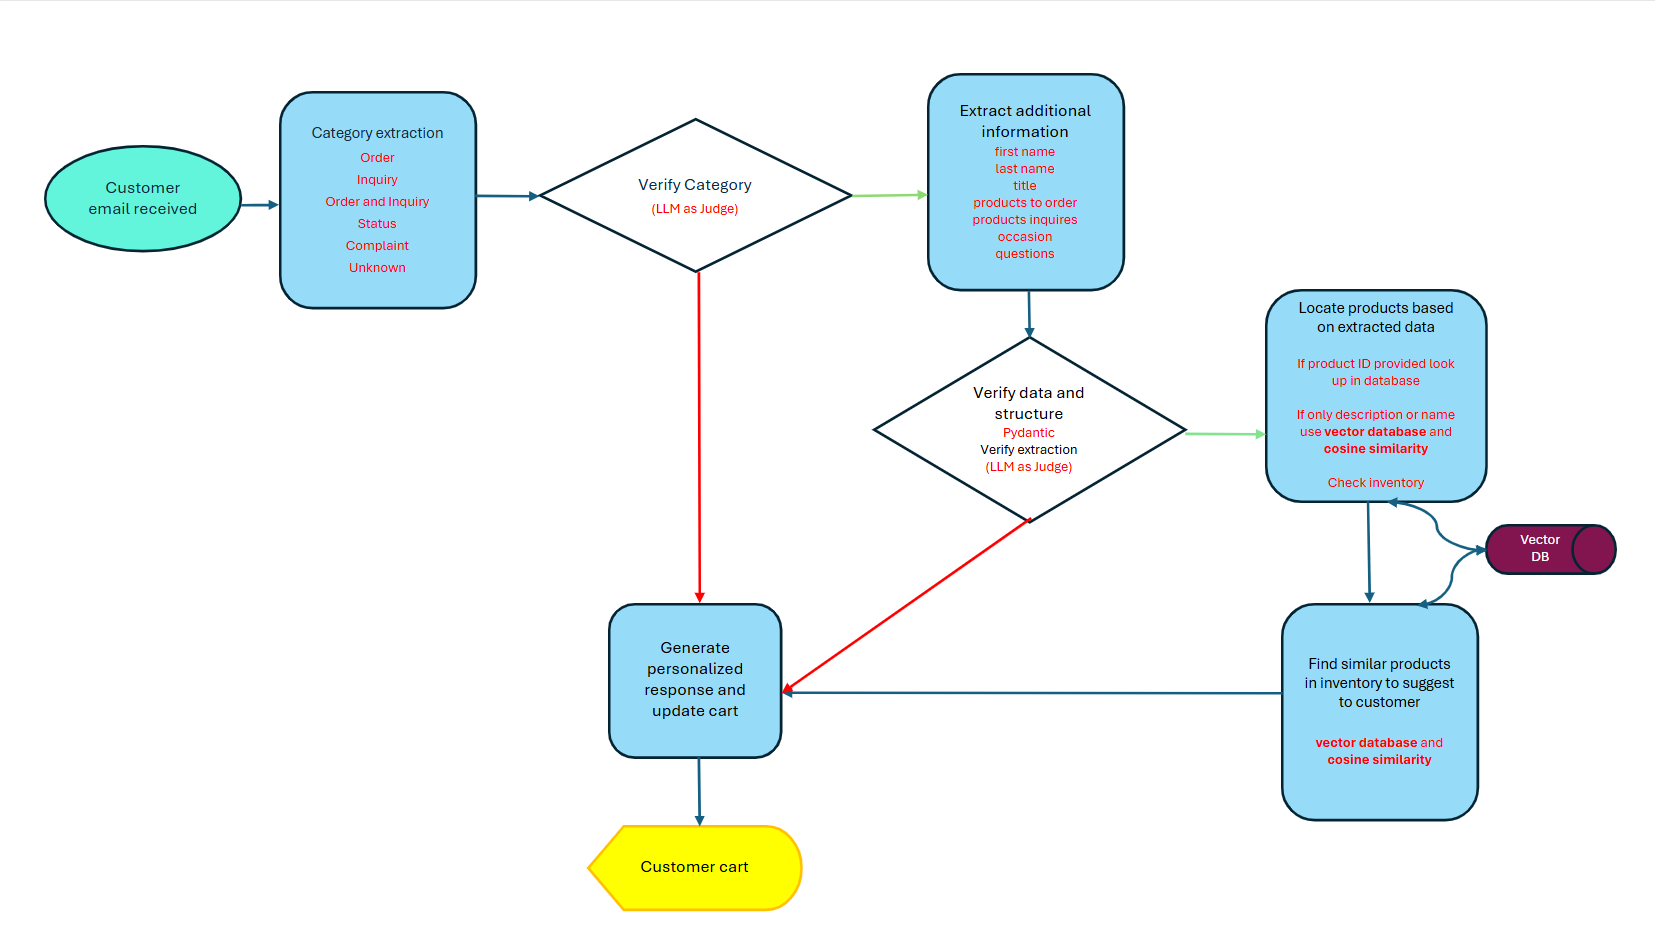 Customer
email received
Category extraction
Order
Inquiry
Order and Inquiry
Status
Complaint
Unknown
Verify Category
(LLM as Judge)
Extract additional
information
first name
last name
title
products to order
products inquires
occasion
questions
Verify data and
structure
Pydantic
Verify extraction
(LLM as Judge)
Locate products based
on extracted data
If product ID provided look
up in database
If only description or name
use vector database and
cosine similarity
Check inventory
Vector
DB
Find similar products
in inventory to suggest
to customer
vector database and
cosine similarity
Generate
personalized
response and
update cart
Customer cart